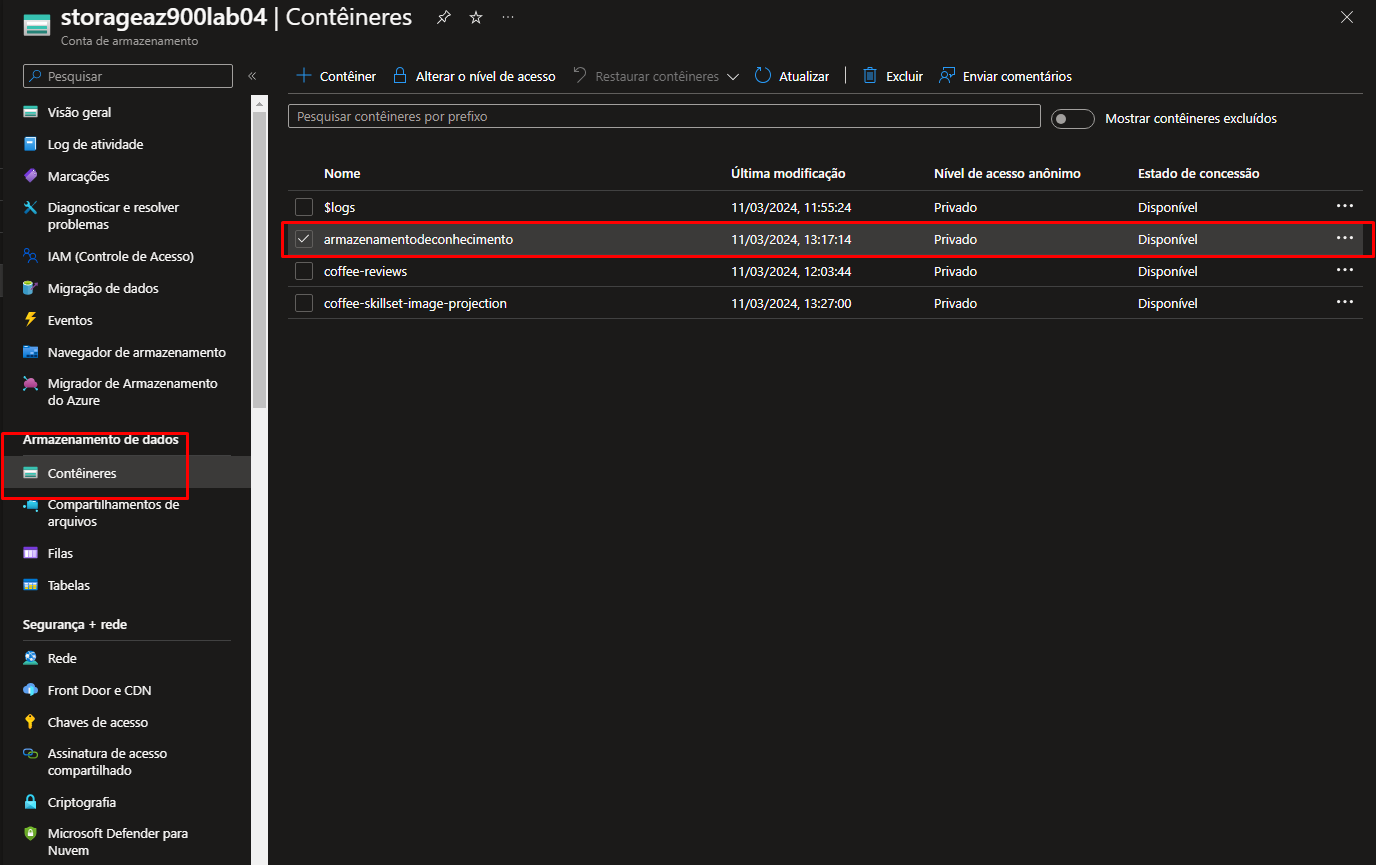 storageaz900lab04 | Contêineres
Conta de armazenamento
Pesquisar
Visão geral
Log de atividade
Marcações
Diagnosticar e resolver
problemas
IAM (Controle de Acesso)
Migração de dados
Eventos
Navegador de armazenamento
Migrador de Armazenamento
do Azure
Armazenamento de dados
Contêineres
Compartilhamentos de
arquivos
Filas
Tabelas
Segurança + rede
Rede
Front Door e CDN
Chaves de acesso
Assinatura de acesso
compartilhado
Criptografia
Microsoft Defender para
Nuvem
Contêiner Alterar o nível de acesso Restaurar contêineres Atualizar Excluir Enviar comentários
Pesquisar contêineres por prefixo Mostrar contêineres excluídos
Nome Última modificação Nível de acesso anônimo Estado de concessão
$logs 11/03/2024, 11:55:24 Privado Disponível
armazenamentodeconhecimento 11/03/2024, 13:17:14 Privado Disponível
coffee-reviews 11/03/2024, 12:03:44 Privado Disponível
coffee-skillset-image-projection 11/03/2024, 13:27:00 Privado Disponível